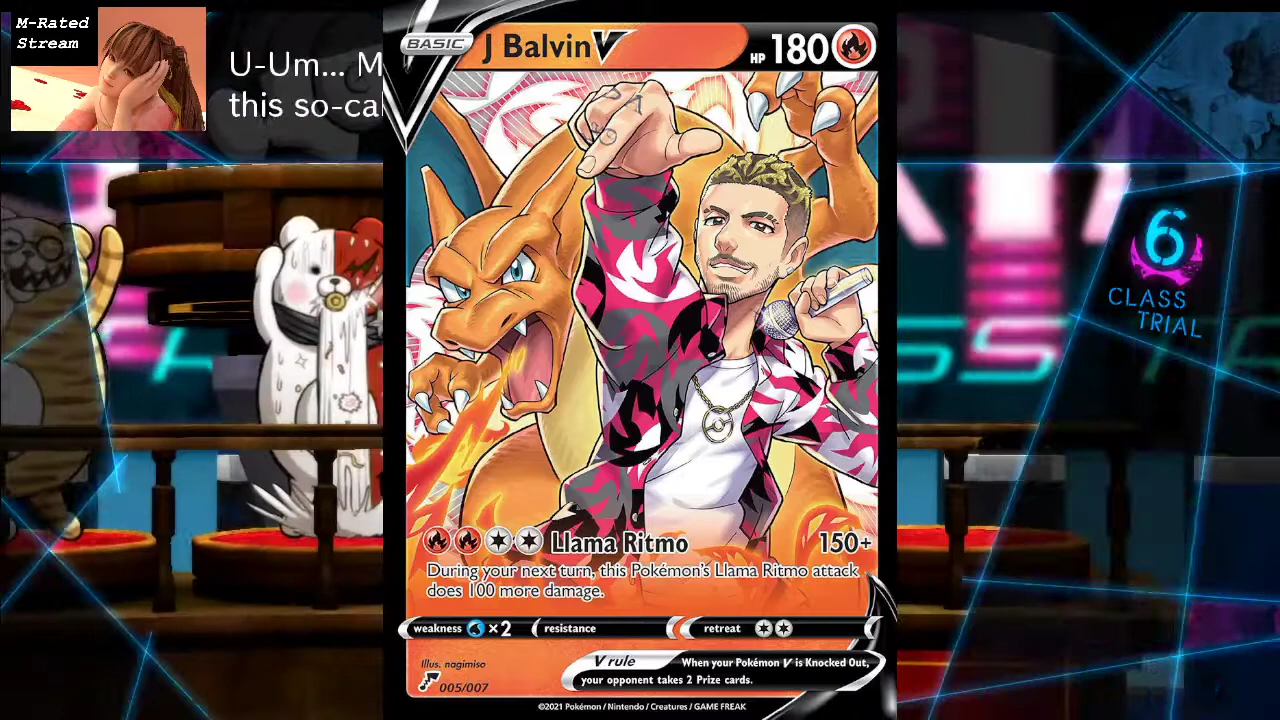 M-Rated
Stream
U-Um... M
this so-cal
BASIC
J Balvin V
HP 180
Llama Ritmo 150+
During your next turn, this Pokémon's Llama Ritmo attack
does 100 more damage.
weakness ×2 resistance retreat
Illus. nagimiso
005/007
V rule When your Pokémon V is Knocked Out,
your opponent takes 2 Prize cards.
©2021 Pokémon / Nintendo / Creatures / GAME FREAK
6
CLASS
TRIAL